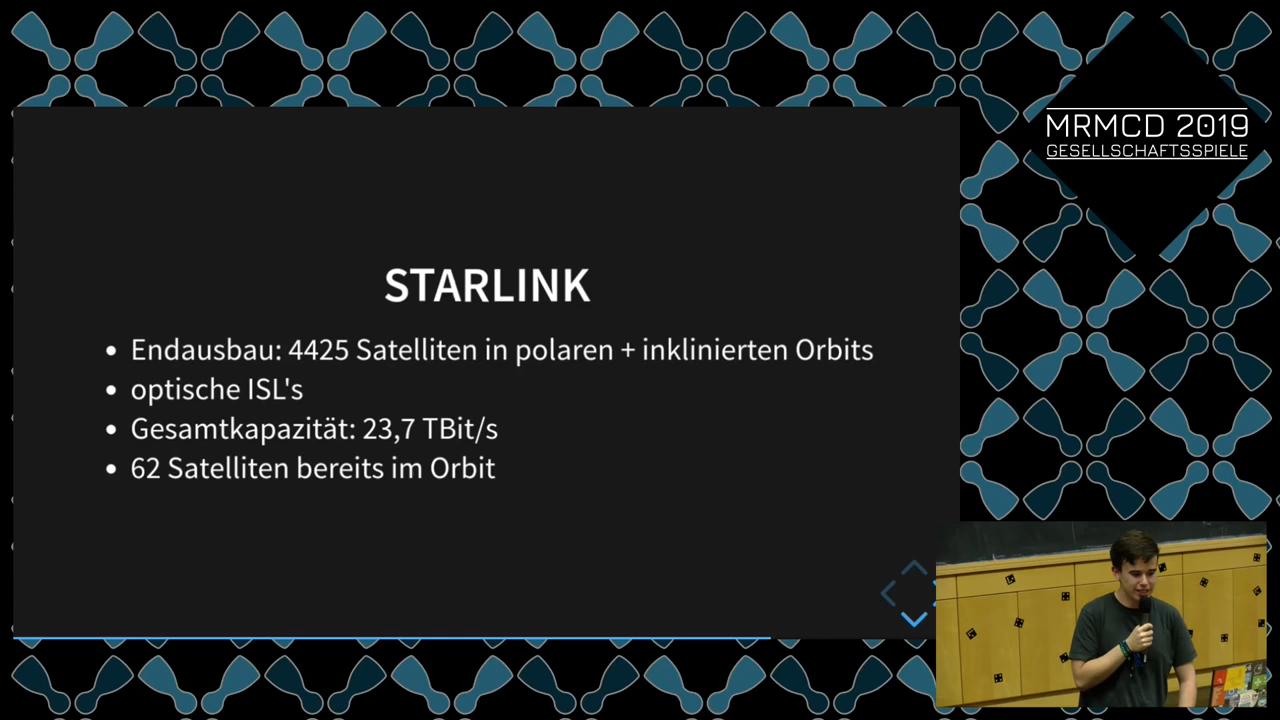 MRMCD 2019
GESELLSCHAFTSSPIELE
STARLINK
• Endausbau: 4425 Satelliten in polaren + inklinierten Orbits
• optische ISL's
• Gesamtkapazität: 23,7 TBit/s
• 62 Satelliten bereits im Orbit